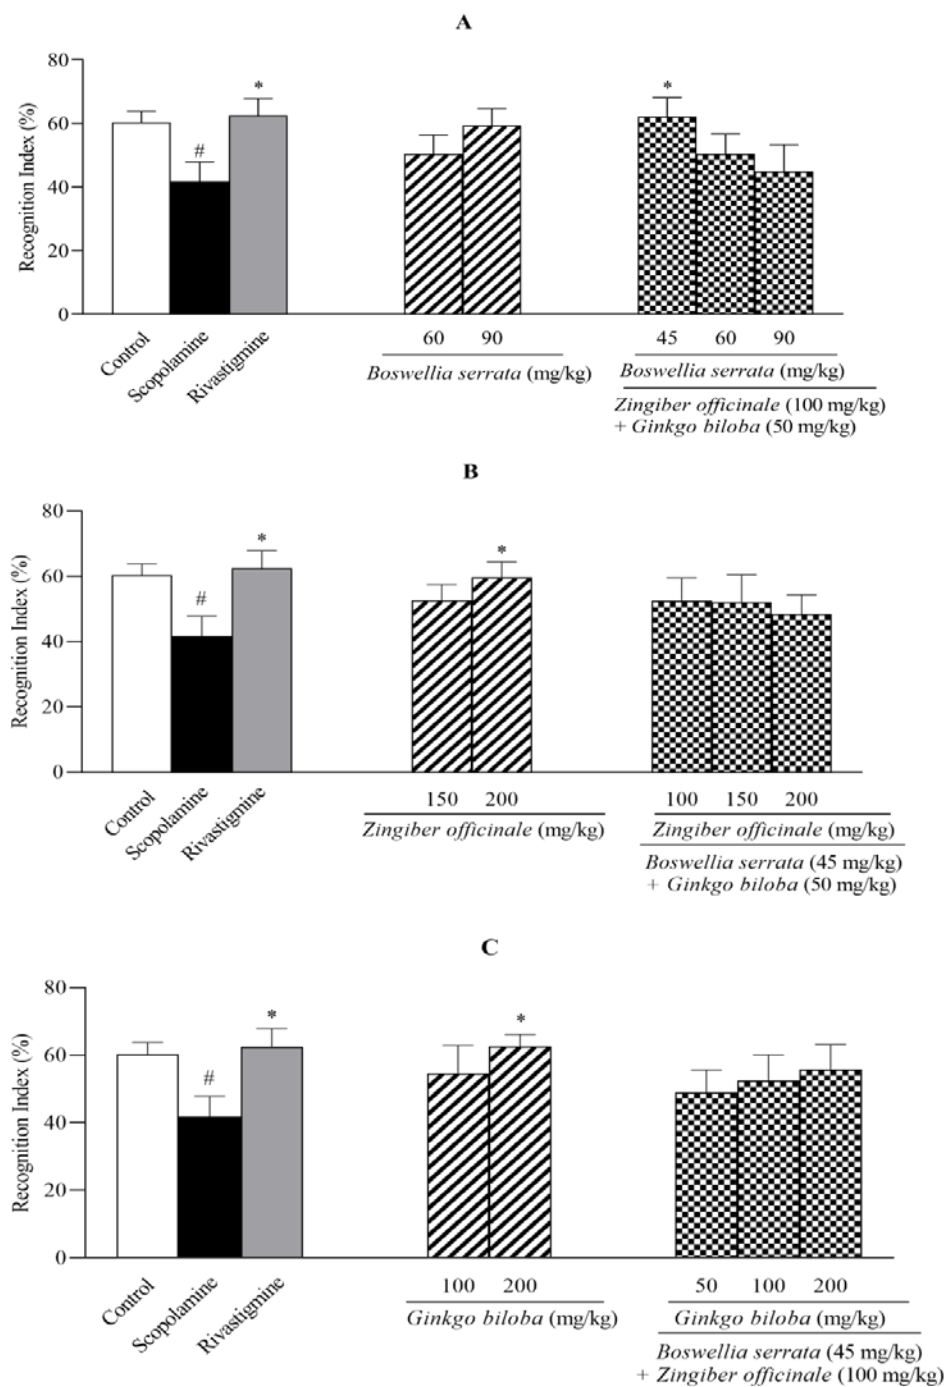 A
80
60
40
20
0
Recognition Index (%)
#
*
*
Control
Scopolamine
Rivastigmine
60 90
Boswellia serrata (mg/kg)
45 60 90
Boswellia serrata (mg/kg)
Zingiber officinale (100 mg/kg)
+ Ginkgo biloba (50 mg/kg)
B
80
60
40
20
0
Recognition Index (%)
#
*
*
Control
Scopolamine
Rivastigmine
150 200
Zingiber officinale (mg/kg)
100 150 200
Zingiber officinale (mg/kg)
Boswellia serrata (45 mg/kg)
+ Ginkgo biloba (50 mg/kg)
C
80
60
40
20
0
Recognition Index (%)
#
*
*
Control
Scopolamine
Rivastigmine
100 200
Ginkgo biloba (mg/kg)
50 100 200
Ginkgo biloba (mg/kg)
Boswellia serrata (45 mg/kg)
+ Zingiber officinale (100 mg/kg)